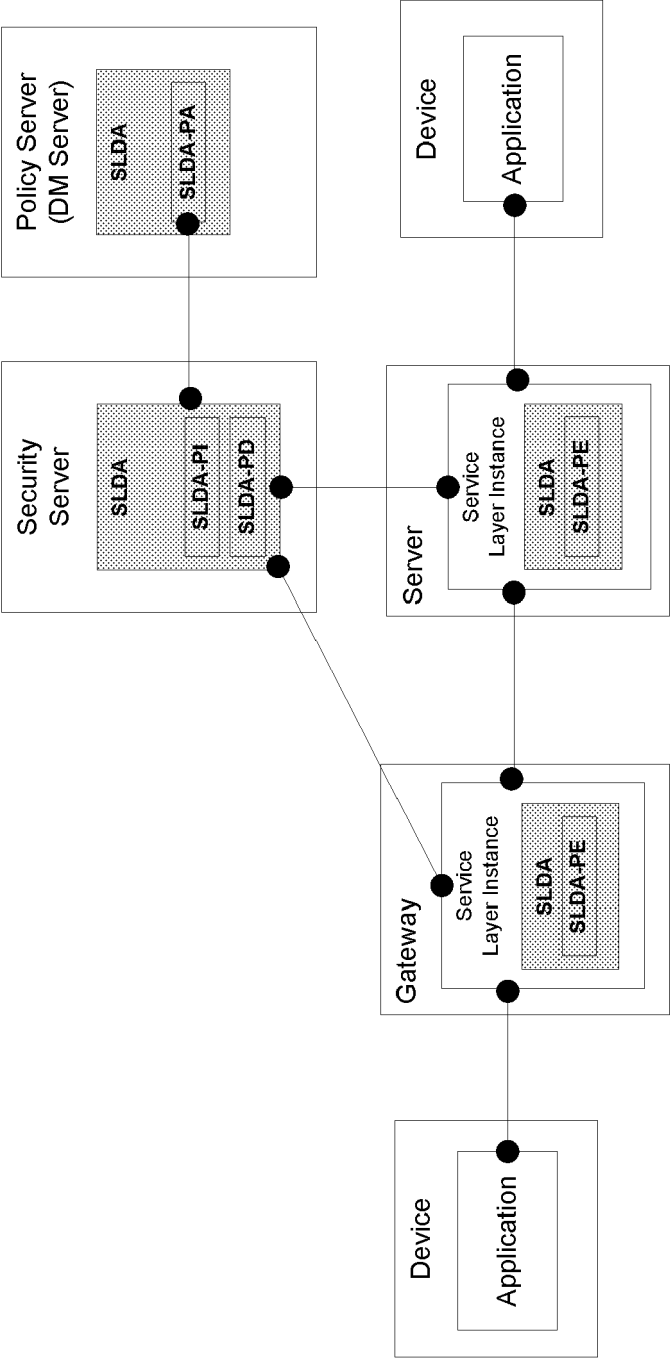 Policy Server
(DM Server)
SLDA
SLDA-PA
Security
Server
SLDA
SLDA-PI
SLDA-PD
Device
Application
Gateway
Service
Layer Instance
SLDA
SLDA-PE
Server
Service
Layer Instance
SLDA
SLDA-PE
Device
Application